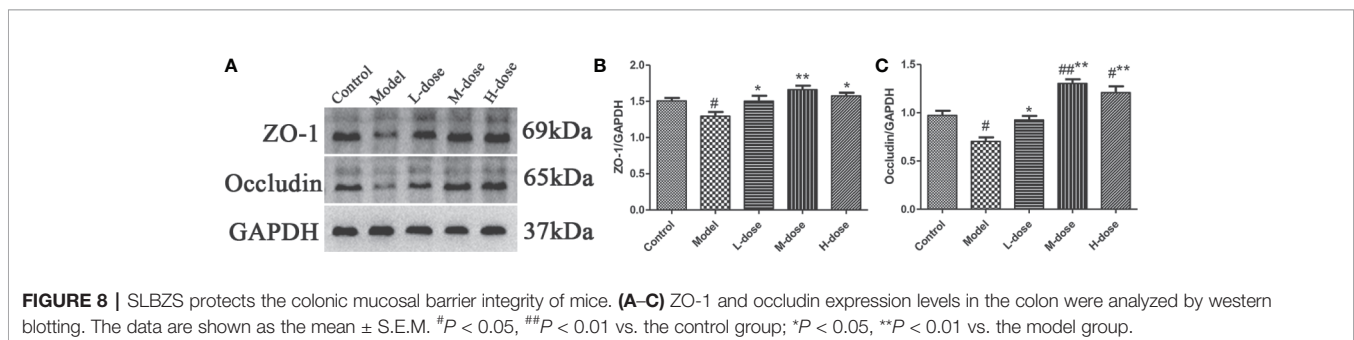 A
Control
Model
L-dose
M-dose
H-dose
ZO-1
69kDa
Occludin
65kDa
GAPDH
37kDa
B
ZO-1/GAPDH
2.0
1.5
1.0
0.5
0.0
#
*
**
*
Control
Model
L-dose
M-dose
H-dose
C
Occludin/GAPDH
1.5
1.0
0.5
0.0
#
*
##**
#**
Control
Model
L-dose
M-dose
H-dose
FIGURE 8 | SLBZS protects the colonic mucosal barrier integrity of mice. (A–C) ZO-1 and occludin expression levels in the colon were analyzed by western
blotting. The data are shown as the mean ± S.E.M. #P < 0.05, ##P < 0.01 vs. the control group; *P < 0.05, **P < 0.01 vs. the model group.